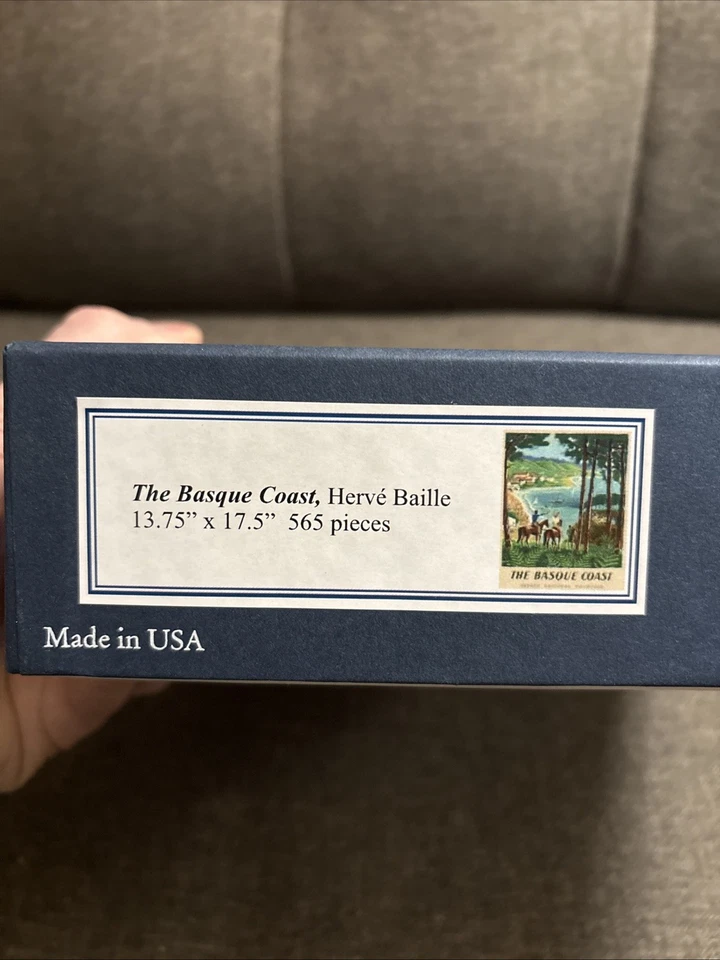 The Basque Coast, Hervé Baille
13.75” x 17.5”  565 pieces
THE BASQUE COAST
Made in USA